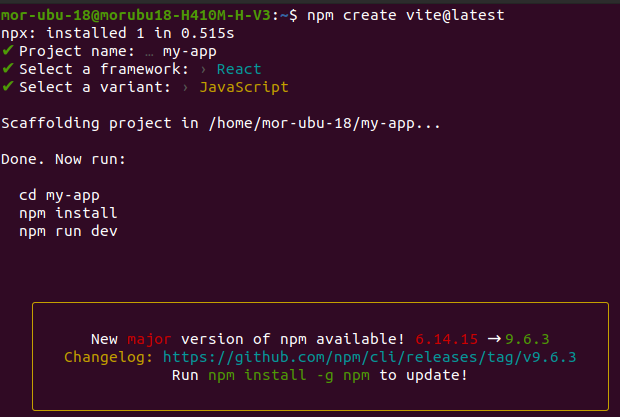 mor-ubu-18@morubu18-H410M-H-V3:~$ npm create vite@latest
npx: installed 1 in 0.515s
✔ Project name: … my-app
✔ Select a framework: › React
✔ Select a variant: › JavaScript
Scaffolding project in /home/mor-ubu-18/my-app...
Done. Now run:
cd my-app
npm install
npm run dev
New major version of npm available! 6.14.15 → 9.6.3
Changelog: https://github.com/npm/cli/releases/tag/v9.6.3
Run npm install -g npm to update!